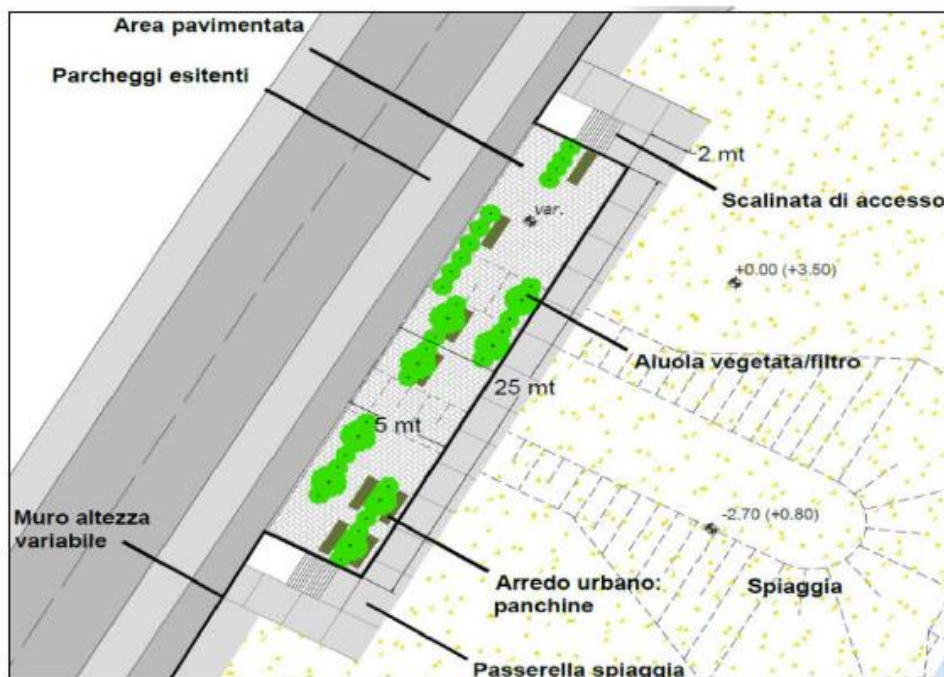 Area pavimentata
Parcheggi esitenti
2 mt
Scalinata di accesso
var.
+0.00 (+3.50)
Aiuola vegetata/filtro
25 mt
5 mt
Muro altezza
variabile
-2.70 (+0.80)
Arredo urbano:
panchine
Spiaggia
Passerella spiaggia